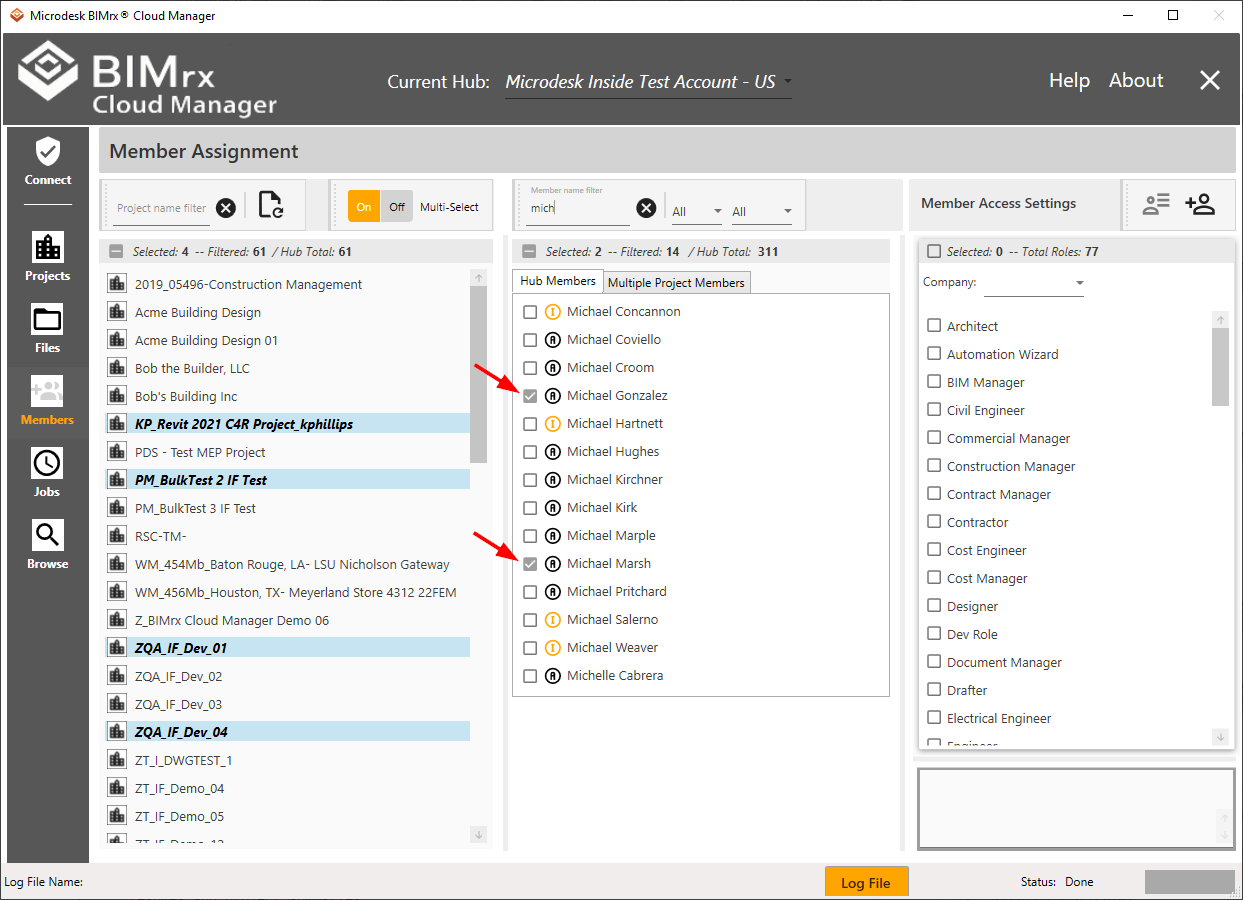 Microdesk BIMrx® Cloud Manager
BIMrx
Cloud Manager
Current Hub: Microdesk Inside Test Account - US
Help About
Connect
Projects
Files
Members
Jobs
Browse
Member Assignment
Project name filter
On Off Multi-Select
Selected: 4 -- Filtered: 61 / Hub Total: 61
2019_05496-Construction Management
Acme Building Design
Acme Building Design 01
Bob the Builder, LLC
Bob's Building Inc
KP_Revit 2021 C4R Project_kphillips
PDS - Test MEP Project
PM_BulkTest 2 IF Test
PM_BulkTest 3 IF Test
RSC-TM-
WM_454Mb_Baton Rouge, LA- LSU Nicholson Gateway
WM_456Mb_Houston, TX- Meyerland Store 4312 22FEM
Z_BIMrx Cloud Manager Demo 06
ZQA_IF_Dev_01
ZQA_IF_Dev_02
ZQA_IF_Dev_03
ZQA_IF_Dev_04
ZT_I_DWGTEST_1
ZT_IF_Demo_04
ZT_IF_Demo_05
Member name filter
mich
All All
Selected: 2 -- Filtered: 14 / Hub Total: 311
Hub Members Multiple Project Members
I Michael Concannon
A Michael Coviello
A Michael Croom
A Michael Gonzalez
I Michael Hartnett
A Michael Hughes
A Michael Kirchner
A Michael Kirk
A Michael Marple
A Michael Marsh
A Michael Pritchard
I Michael Salerno
I Michael Weaver
A Michelle Cabrera
Member Access Settings
Selected: 0 -- Total Roles: 77
Company:
Architect
Automation Wizard
BIM Manager
Civil Engineer
Commercial Manager
Construction Manager
Contract Manager
Contractor
Cost Engineer
Cost Manager
Designer
Dev Role
Document Manager
Drafter
Electrical Engineer
Engineer
Log File Name:
Log File
Status: Done